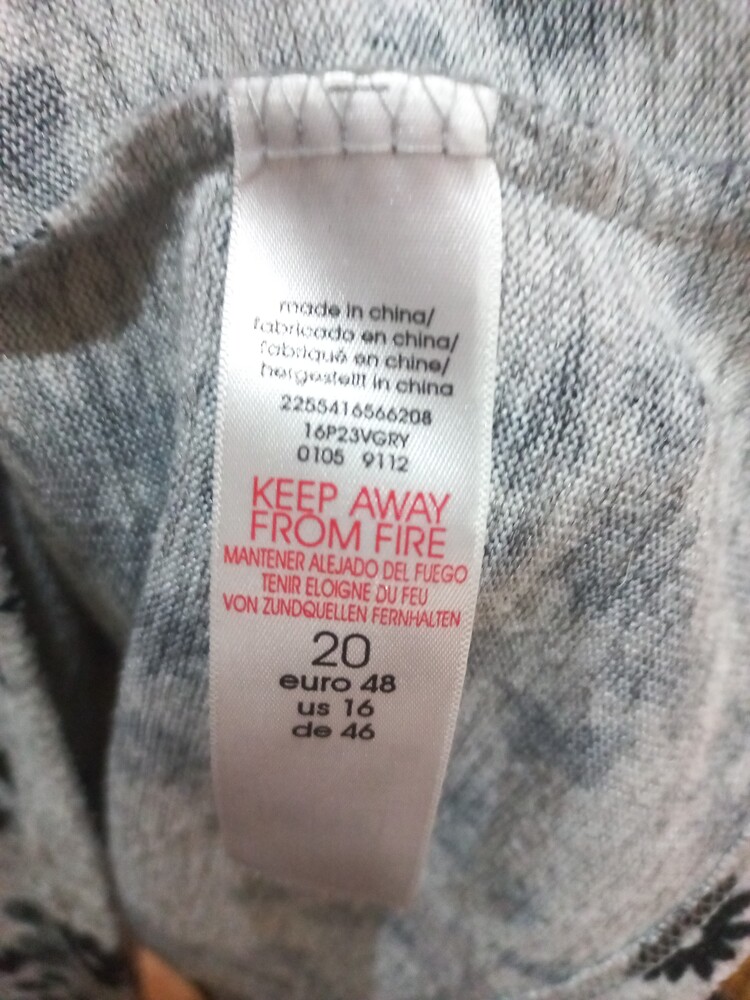 made in china/
fabricado en china/
fabriqué en chine/
hergestellt in china
2255416566208
16P23VGRY
0105 9112
KEEP AWAY
FROM FIRE
MANTENER ALEJADO DEL FUEGO
TENIR ELOIGNE DU FEU
VON ZUNDQUELLEN FERNHALTEN
20
euro 48
us 16
de 46